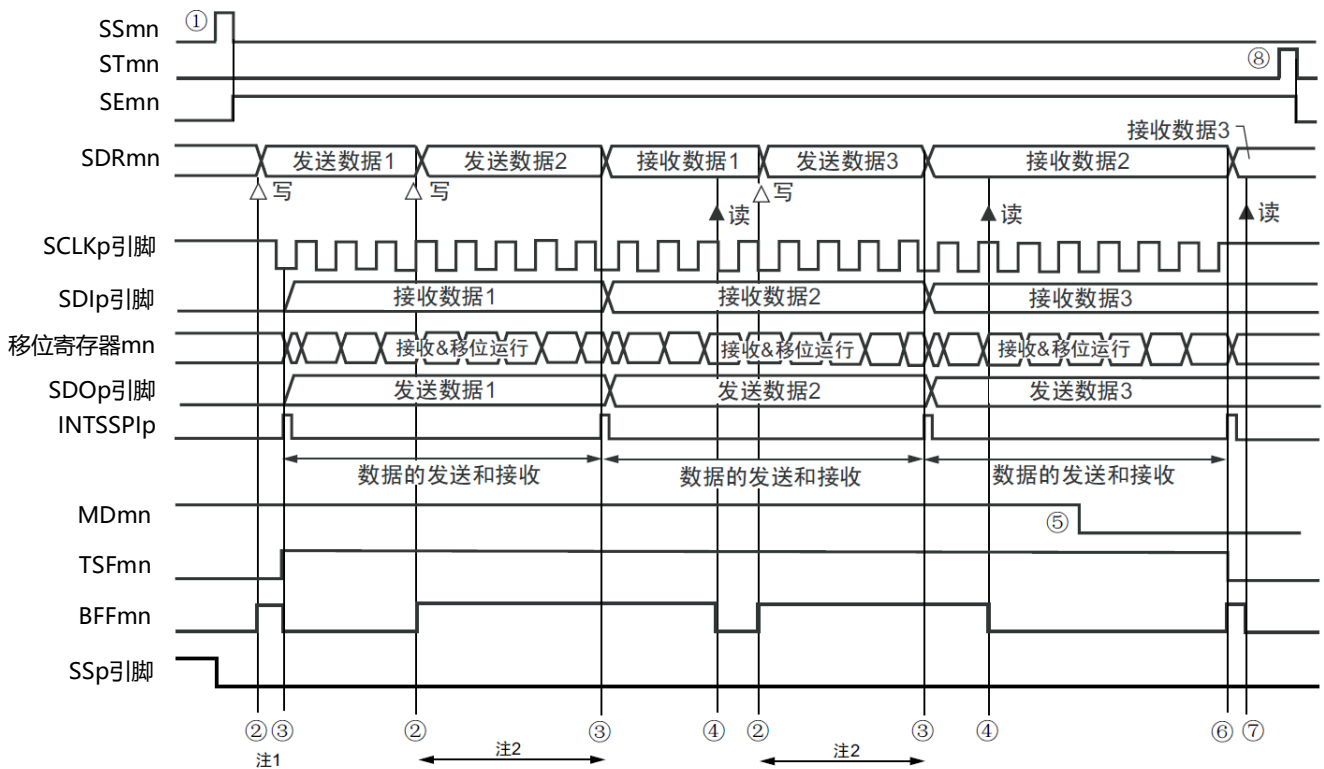 SSmn ①
STmn ⑧
SEmn
接收数据3
SDRmn 发送数据1 发送数据2 接收数据1 发送数据3 接收数据2
写 写 读 写 读 读
SCLKp引脚
SDIp引脚 接收数据1 接收数据2 接收数据3
移位寄存器mn 接收&移位运行 接收&移位运行 接收&移位运行
SDOp引脚 发送数据1 发送数据2 发送数据3
INTSSPIp
数据的发送和接收 数据的发送和接收 数据的发送和接收
MDmn ⑤
TSFmn
BFFmn
SSp引脚
② ③ ② ③ ④ ② ③ ④ ⑥ ⑦
注1 注2 注2